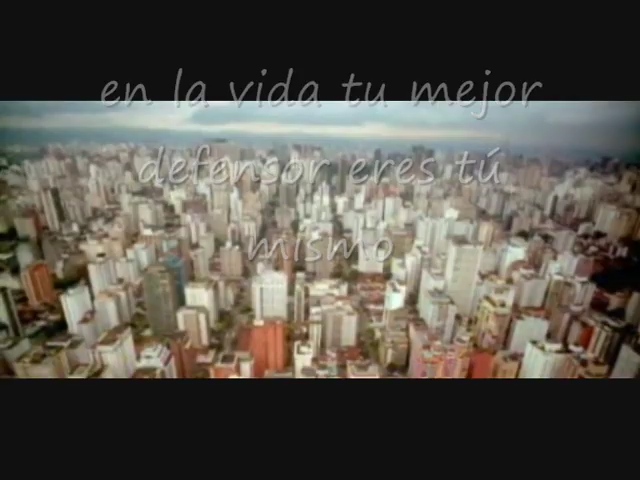 en la vida tu mejor
defensor eres tú
mismo